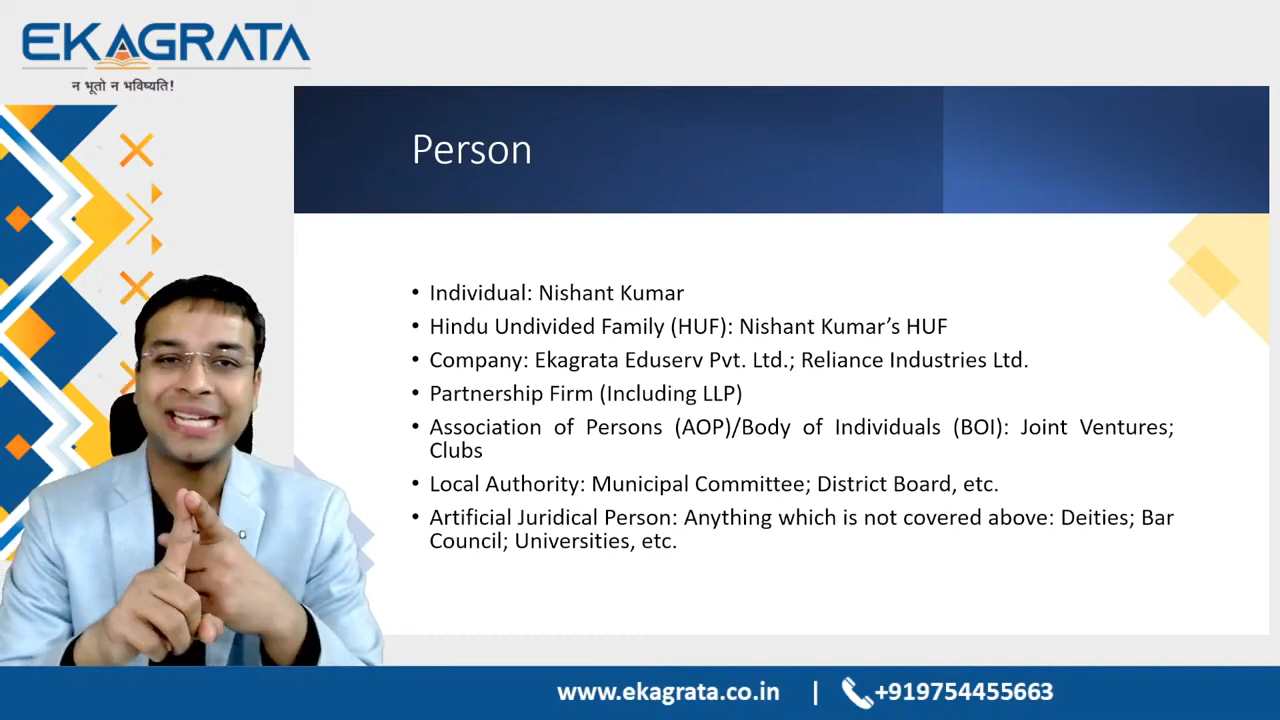 EKAGRATA
न भूतो न भविष्यति!
Person
• Individual: Nishant Kumar
• Hindu Undivided Family (HUF): Nishant Kumar’s HUF
• Company: Ekagrata Eduserv Pvt. Ltd.; Reliance Industries Ltd.
• Partnership Firm (Including LLP)
• Association of Persons (AOP)/Body of Individuals (BOI): Joint Ventures;
Clubs
• Local Authority: Municipal Committee; District Board, etc.
• Artificial Juridical Person: Anything which is not covered above: Deities; Bar
Council; Universities, etc.
www.ekagrata.co.in | +919754455663